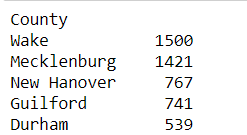 County
Wake 1500
Mecklenburg 1421
New Hanover 767
Guilford 741
Durham 539